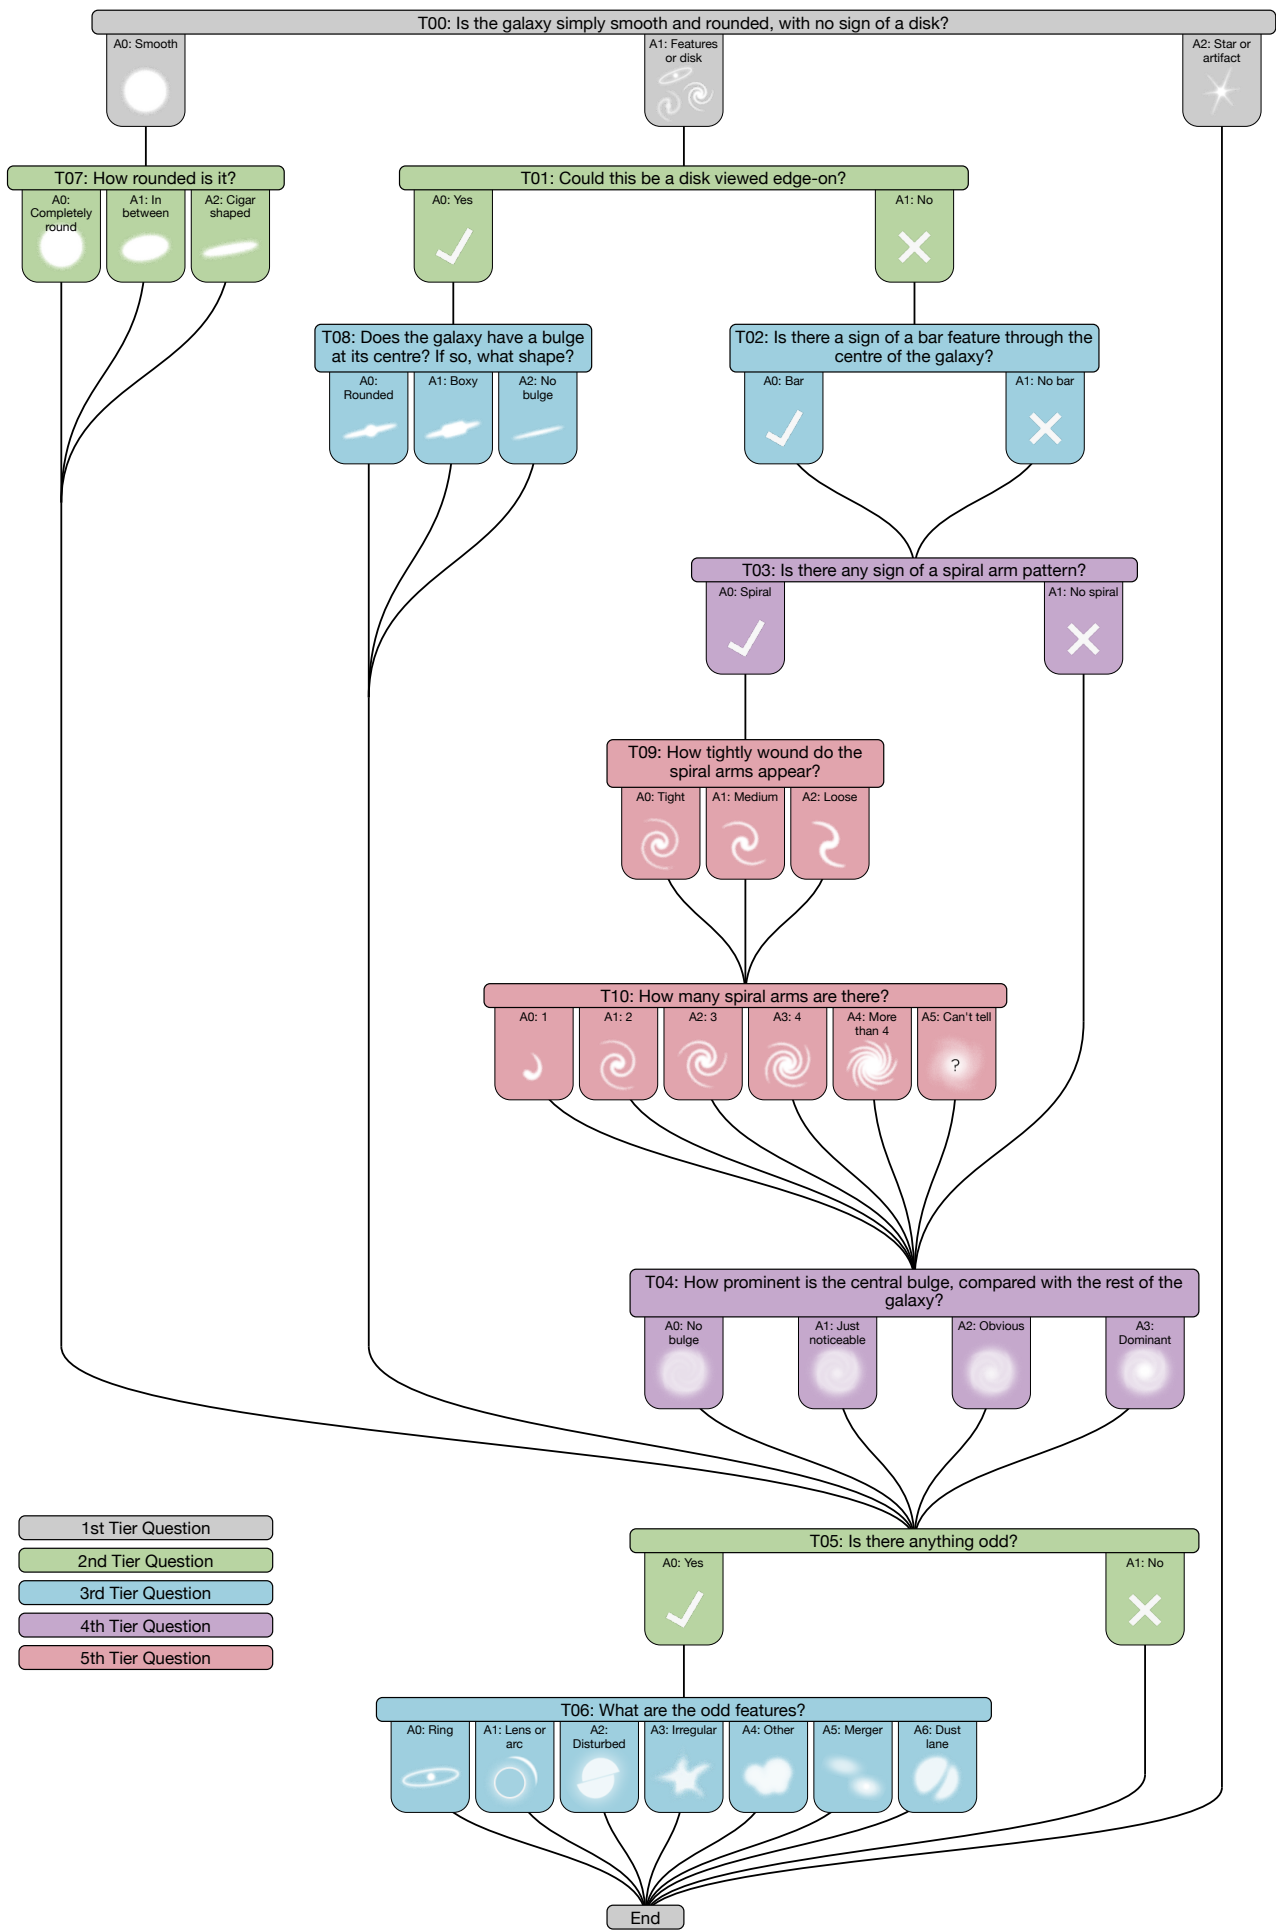 T00: Is the galaxy simply smooth and rounded, with no sign of a disk?
A0: Smooth
A1: Features
or disk
A2: Star or
artifact
T07: How rounded is it?
A0:
Completely
round
A1: In
between
A2: Cigar
shaped
T01: Could this be a disk viewed edge-on?
A0: Yes
A1: No
T08: Does the galaxy have a bulge
at its centre? If so, what shape?
A0:
Rounded
A1: Boxy
A2: No
bulge
T02: Is there a sign of a bar feature through the
centre of the galaxy?
A0: Bar
A1: No bar
T03: Is there any sign of a spiral arm pattern?
A0: Spiral
A1: No spiral
T09: How tightly wound do the
spiral arms appear?
A0: Tight
A1: Medium
A2: Loose
T10: How many spiral arms are there?
A0: 1
A1: 2
A2: 3
A3: 4
A4: More
than 4
A5: Can't tell
?
T04: How prominent is the central bulge, compared with the rest of the
galaxy?
A0: No
bulge
A1: Just
noticeable
A2: Obvious
A3:
Dominant
1st Tier Question
2nd Tier Question
3rd Tier Question
4th Tier Question
5th Tier Question
T05: Is there anything odd?
A0: Yes
A1: No
T06: What are the odd features?
A0: Ring
A1: Lens or
arc
A2:
Disturbed
A3: Irregular
A4: Other
A5: Merger
A6: Dust
lane
End